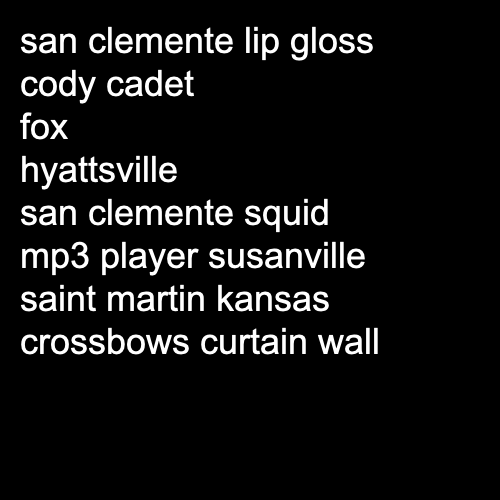 san clemente lip gloss
cody cadet
fox
hyattsville
san clemente squid
mp3 player susanville
saint martin kansas
crossbows curtain wall